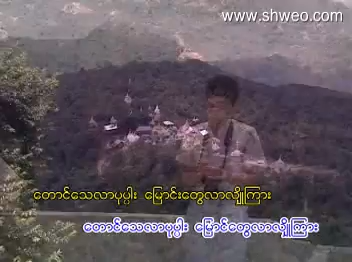 www.shweo.com
တောင်သေလာပုပ္ပါး မြောင်းတွေလာလျှိုကြား
တောင်သေလာပုပ္ပါး မြောင်တွေလာလျှိုကြား